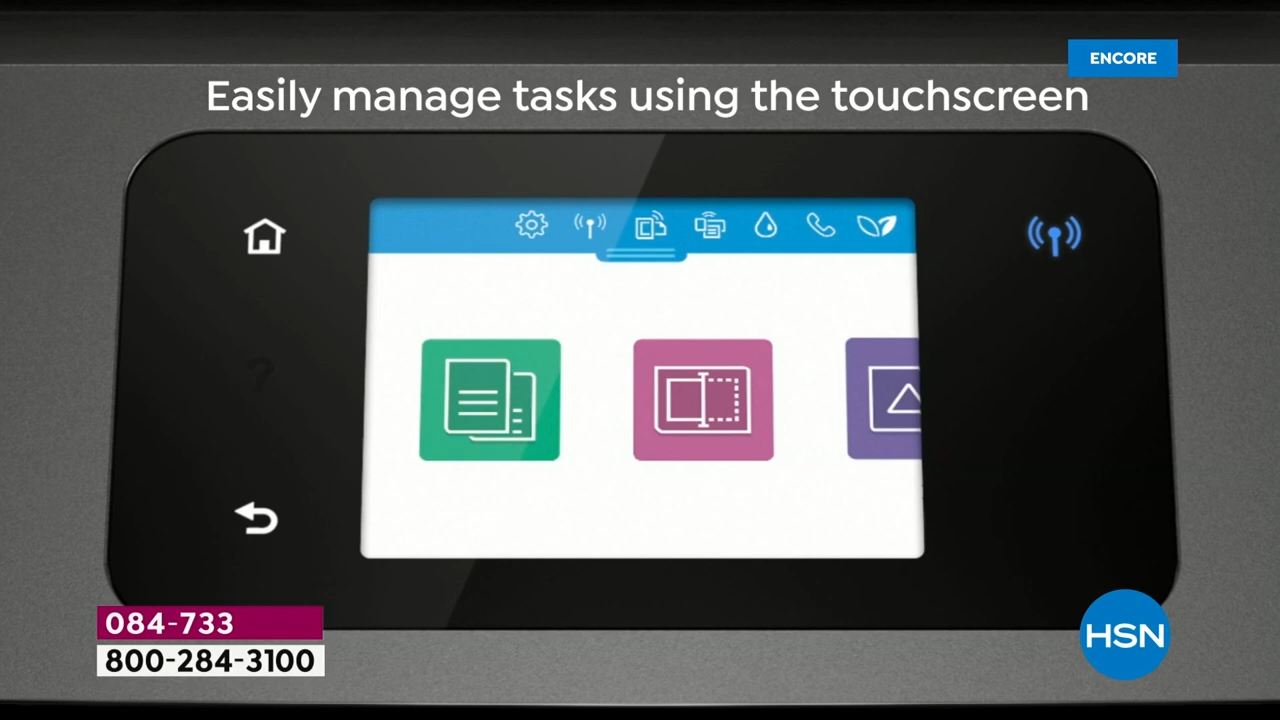 ENCORE
Easily manage tasks using the touchscreen
?
084-733
800-284-3100
HSN